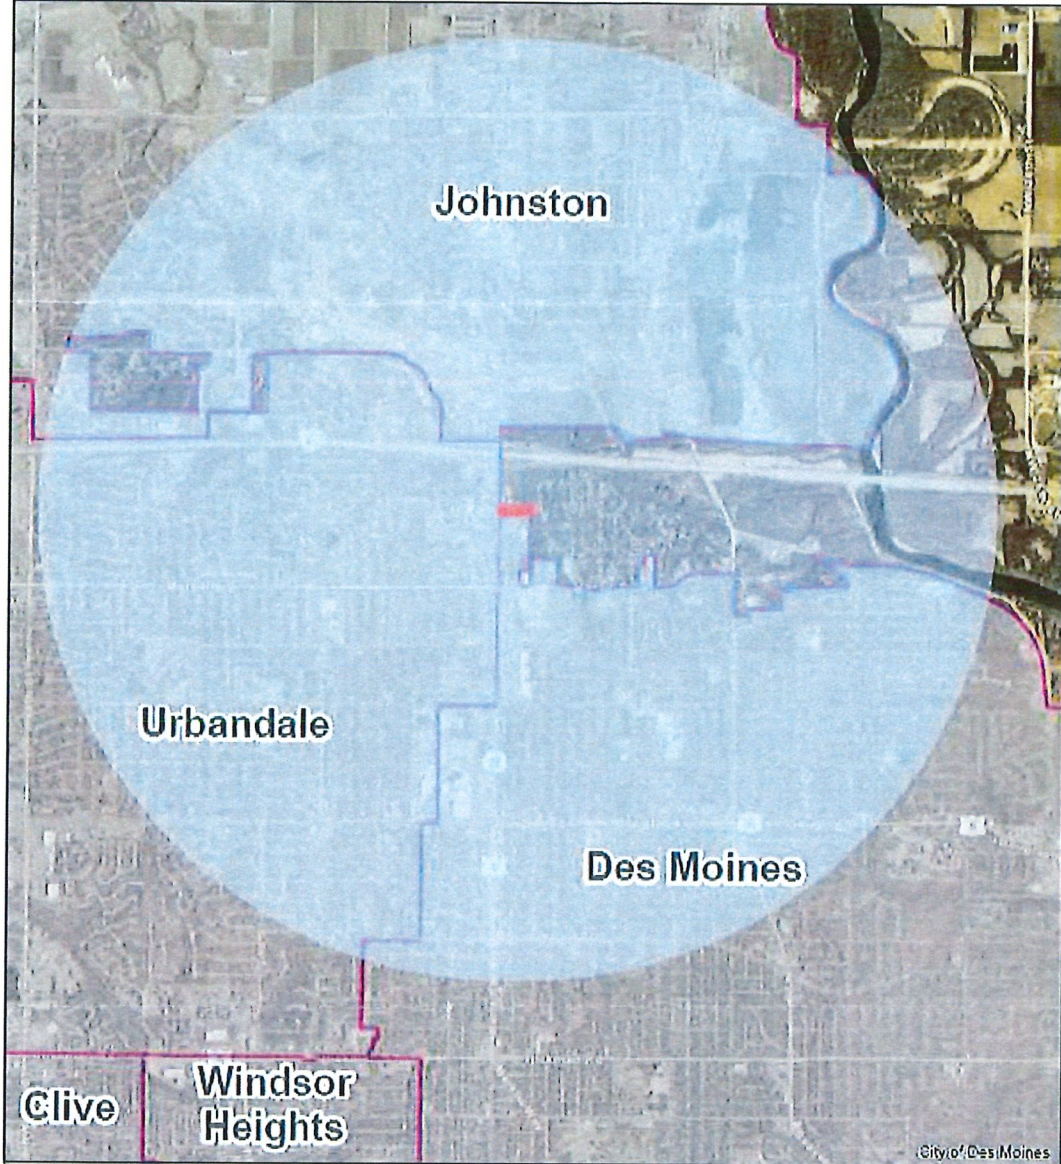 Johnston
Urbandale
Des Moines
Clive
Windsor
Heights
City of Des Moines